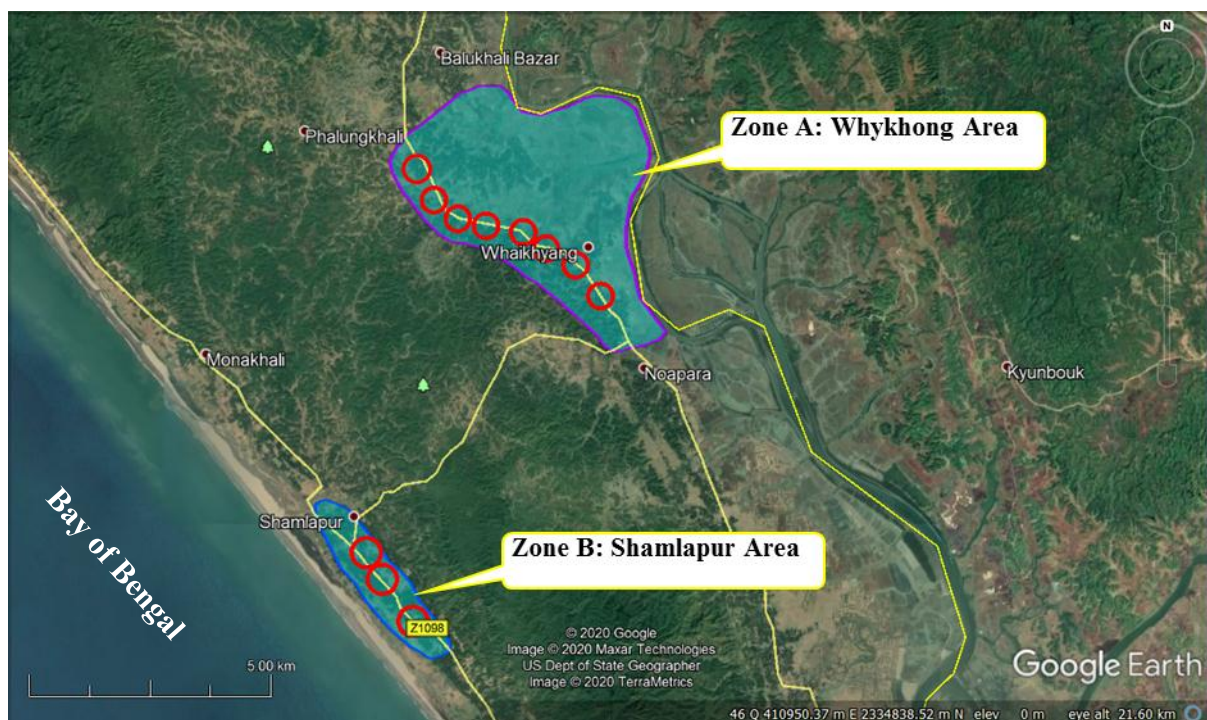 N
Balukhali Bazar
Phalungkhali
Zone A: Whykhong Area
Whaikhyang
Monakhali
Noapara
Kyunbouk
Bay of Bengal
Shamlapur
Zone B: Shamlapur Area
Z1098
5.00 km
© 2020 Google
Image © 2020 Maxar Technologies
US Dept of State Geographer
Image © 2020 TerraMetrics
Google Earth
46 Q 410950.37 m E 2334838.52 m N elev 0 m eye alt 21.60 km